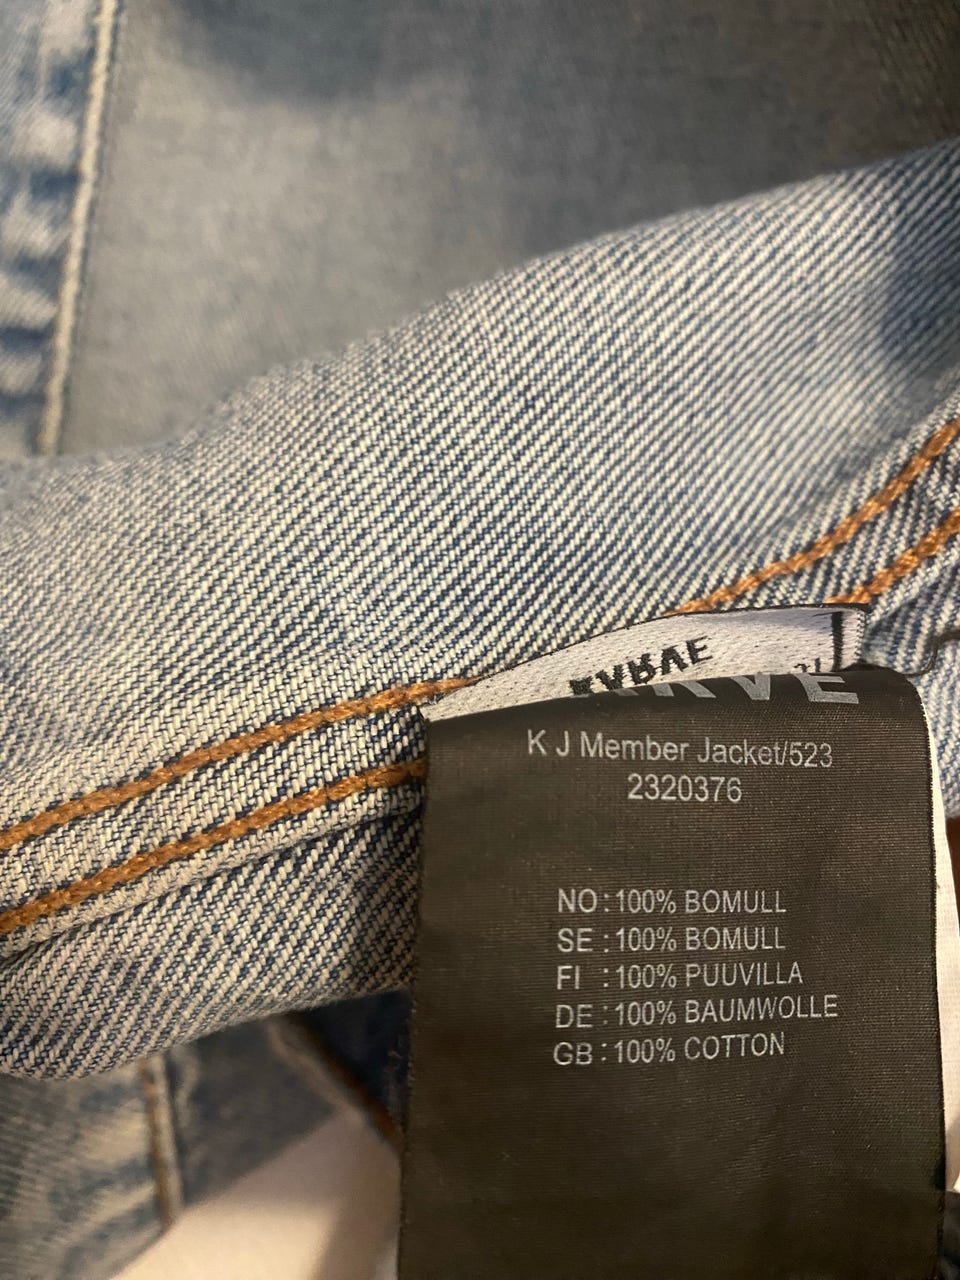 K J Member Jacket/523
2320376
NO: 100% BOMULL
SE : 100% BOMULL
FI : 100% PUUVILLA
DE : 100% BAUMWOLLE
GB : 100% COTTON